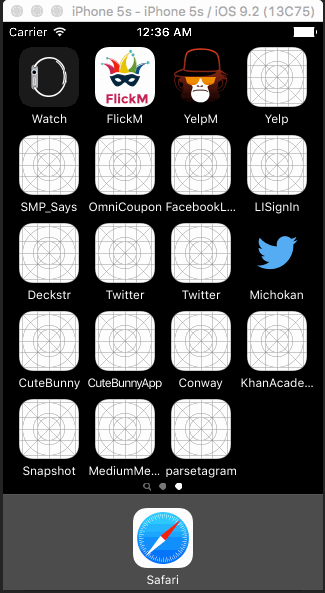 iPhone 5s - iPhone 5s / iOS 9.2 (13C75)
Carrier 12:36 AM
FlickM
Watch FlickM YelpM Yelp
SMP_Says OmniCoupon FacebookL... LISignIn
Deckstr Twitter Twitter Michokan
CuteBunny CuteBunnyApp Conway KhanAcade...
Snapshot MediumMe... parsetagram
Safari